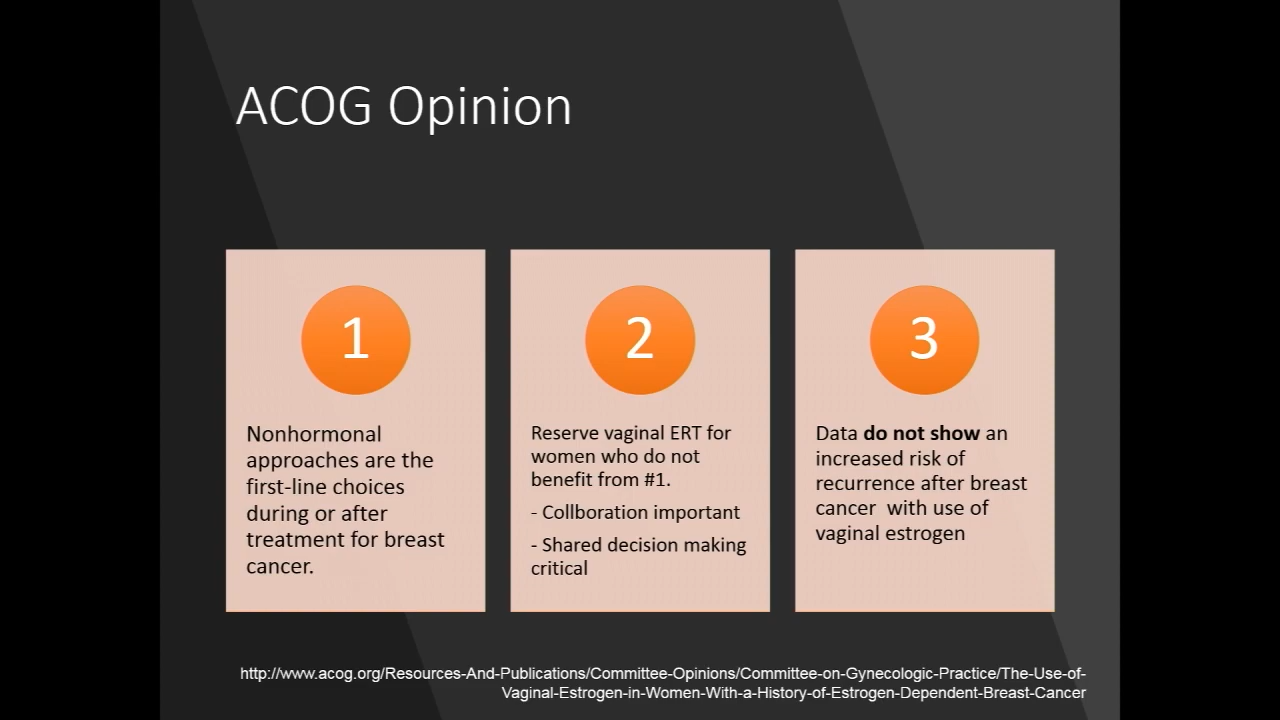 ACOG Opinion
1
Nonhormonal
approaches are the
first-line choices
during or after
treatment for breast
cancer.
2
Reserve vaginal ERT for
women who do not
benefit from #1.
- Collboration important
- Shared decision making
critical
3
Data do not show an
increased risk of
recurrence after breast
cancer  with use of
vaginal estrogen
http://www.acog.org/Resources-And-Publications/Committee-Opinions/Committee-on-Gynecologic-Practice/The-Use-of-
Vaginal-Estrogen-in-Women-With-a-History-of-Estrogen-Dependent-Breast-Cancer